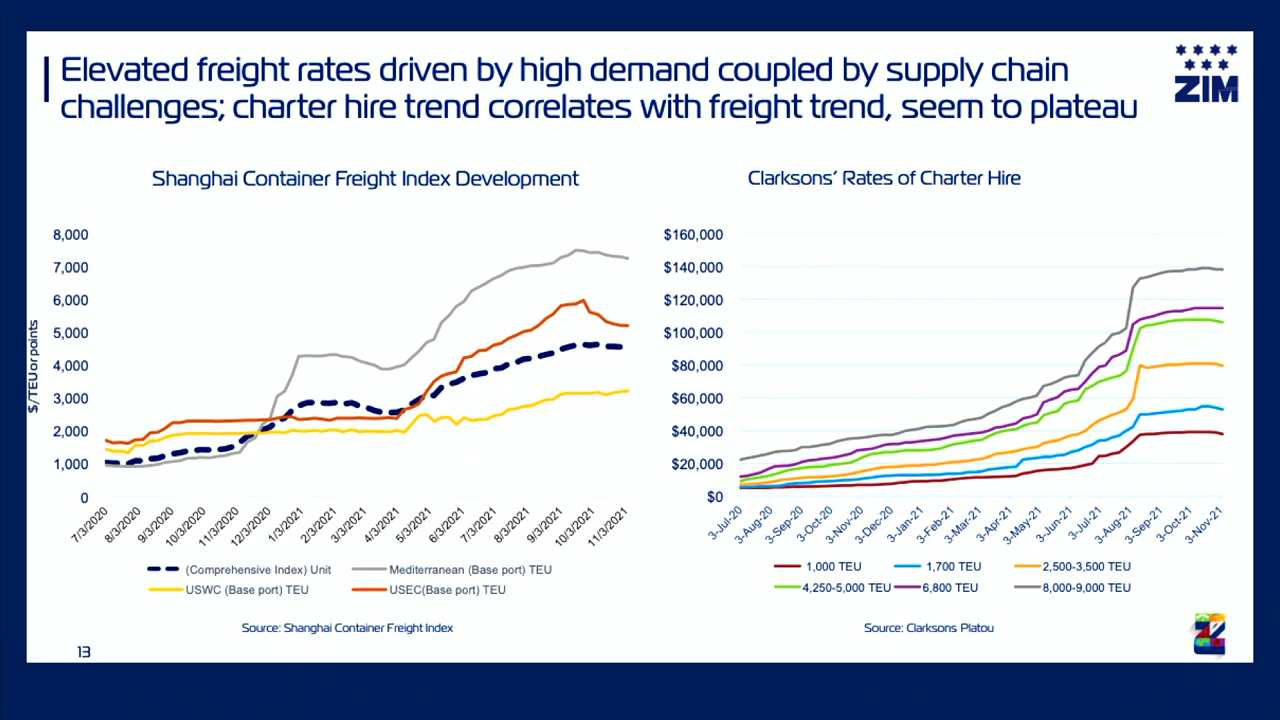 Elevated freight rates driven by high demand coupled by supply chain
challenges; charter hire trend correlates with freight trend, seem to plateau
ZIM
Shanghai Container Freight Index Development
$/TEU or points
8,000
7,000
6,000
5,000
4,000
3,000
2,000
1,000
0
7/3/2020
8/3/2020
9/3/2020
10/3/2020
11/3/2020
12/3/2020
1/3/2021
2/3/2021
3/3/2021
4/3/2021
5/3/2021
6/3/2021
7/3/2021
8/3/2021
9/3/2021
10/3/2021
11/3/2021
(Comprehensive Index) Unit
Mediterranean (Base port) TEU
USWC (Base port) TEU
USEC(Base port) TEU
Source: Shanghai Container Freight Index
Clarksons’ Rates of Charter Hire
$160,000
$140,000
$120,000
$100,000
$80,000
$60,000
$40,000
$20,000
$0
3-Jul-20
3-Aug-20
3-Sep-20
3-Oct-20
3-Nov-20
3-Dec-20
3-Jan-21
3-Feb-21
3-Mar-21
3-Apr-21
3-May-21
3-Jun-21
3-Jul-21
3-Aug-21
3-Sep-21
3-Oct-21
3-Nov-21
1,000 TEU
1,700 TEU
2,500-3,500 TEU
4,250-5,000 TEU
6,800 TEU
8,000-9,000 TEU
Source: Clarksons Platou
13